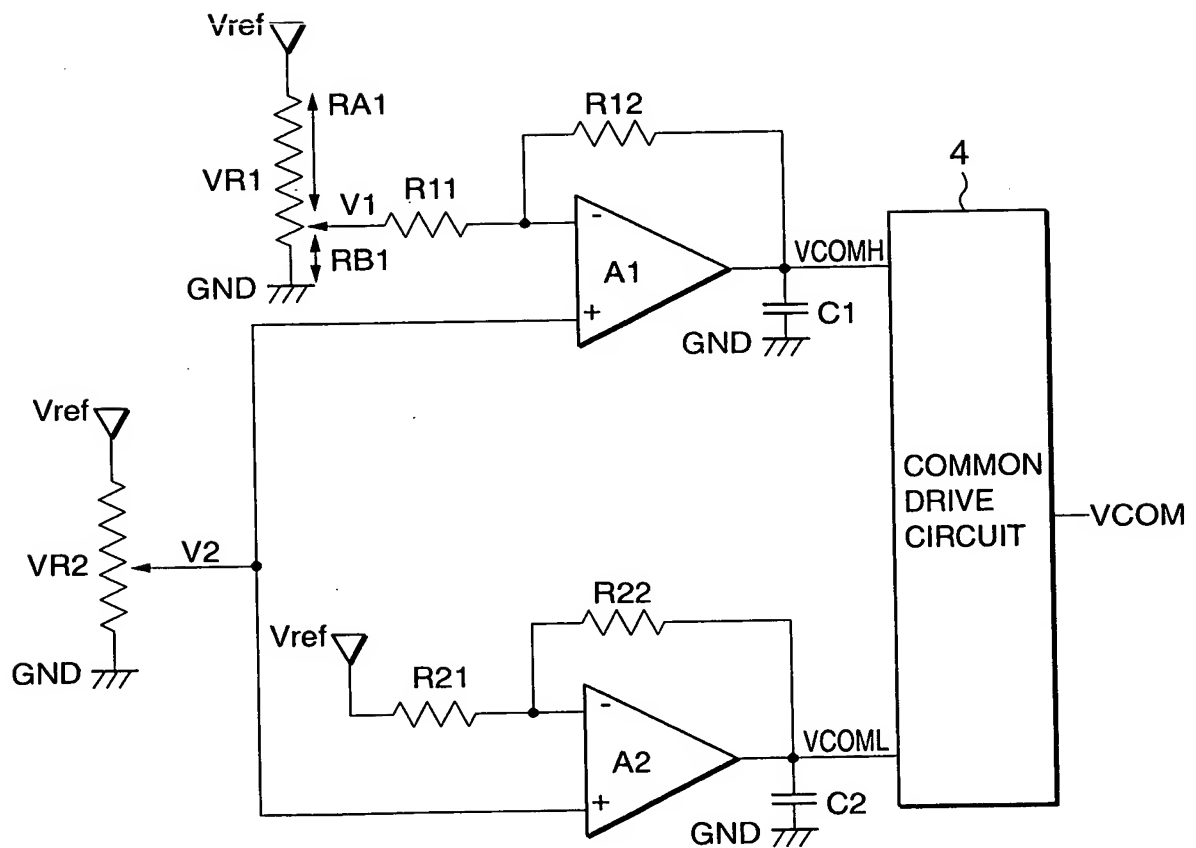 Vref
RA1
R12
VR1
V1
R11
4
RB1
GND
-
A1
+
VCOMH
C1
GND
Vref
COMMON
DRIVE
CIRCUIT
VCOM
VR2
V2
R22
Vref
GND
R21
-
A2
+
VCOML
C2
GND